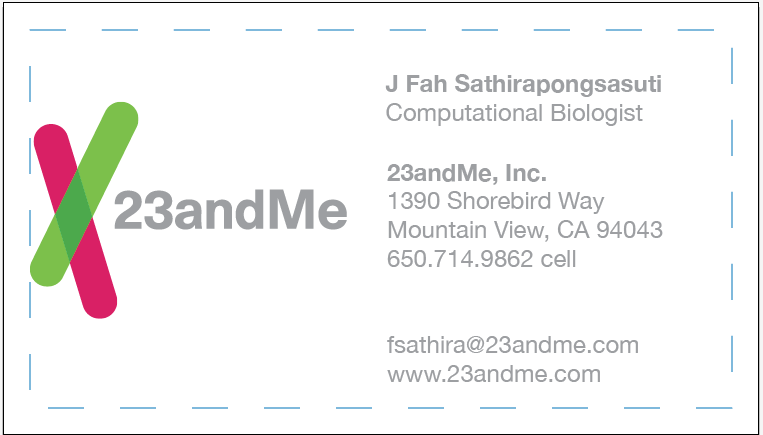 23andMe
J Fah Sathirapongsasuti
Computational Biologist
23andMe, Inc.
1390 Shorebird Way
Mountain View, CA 94043
650.714.9862 cell
fsathira@23andme.com
www.23andme.com